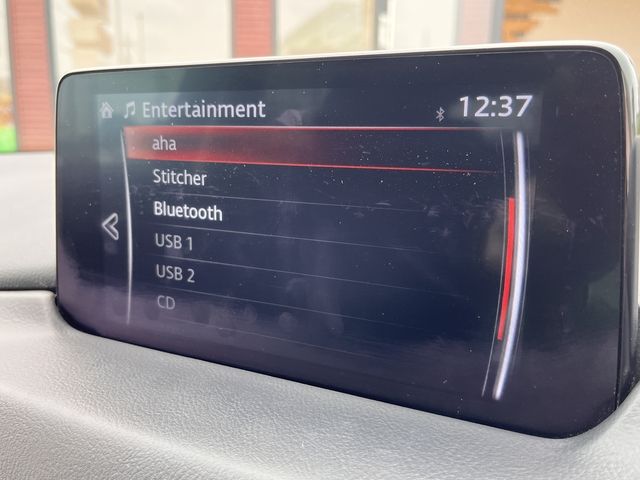 Entertainment 12:37
aha
Stitcher
Bluetooth
USB 1
USB 2
CD